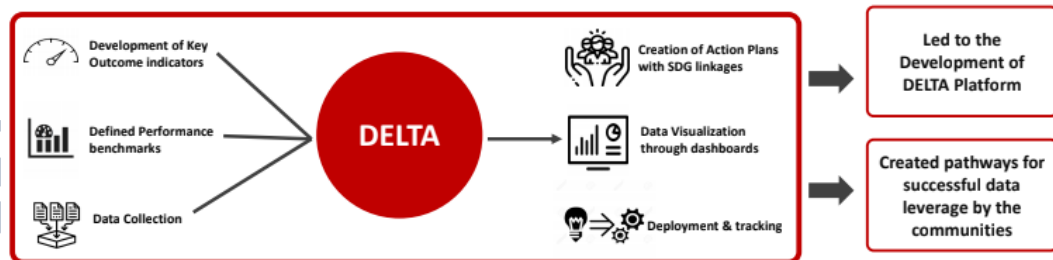 Development of Key
Outcome indicators
Defined Performance
benchmarks
Data Collection
DELTA
Creation of Action Plans
with SDG linkages
Data Visualization
through dashboards
Deployment & tracking
Led to the
Development of
DELTA Platform
Created pathways for
successful data
leverage by the
communities